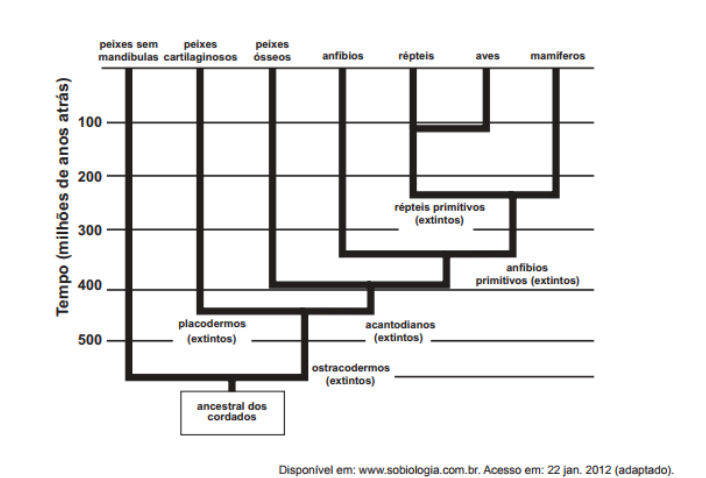 peixes sem
mandíbulas
peixes
cartilaginosos
peixes
ósseos
anfíbios
répteis
aves
mamíferos
Tempo (milhões de anos atrás)
100
200
300
400
500
répteis primitivos
(extintos)
anfíbios
primitivos (extintos)
placodermos
(extintos)
acantodianos
(extintos)
ostracodermos
(extintos)
ancestral dos
cordados
Disponível em: www.sobiologia.com.br. Acesso em: 22 jan. 2012 (adaptado).